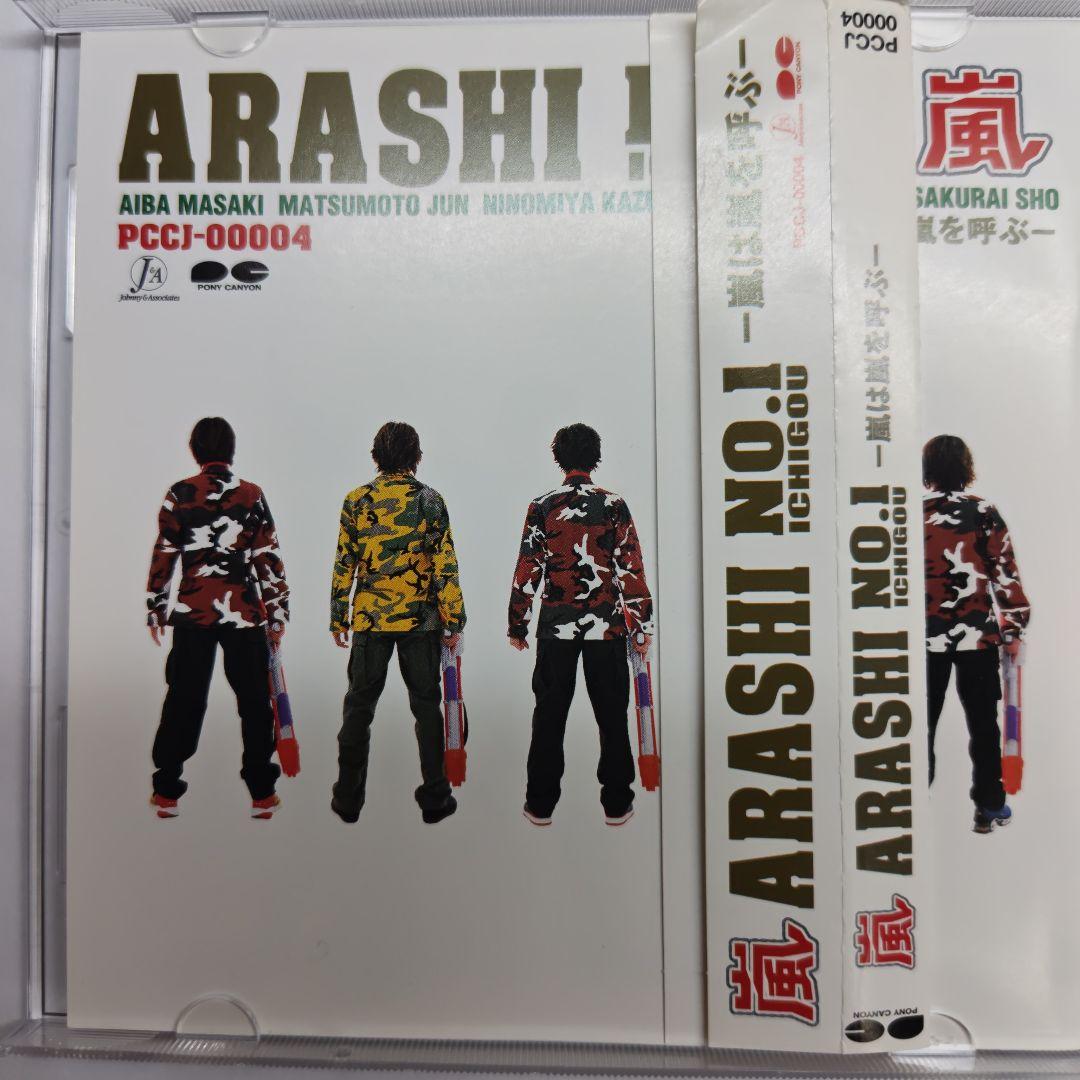 ARASHI
AIBA MASAKI MATSUMOTO JUN NINOMIYA
PCCJ-00004
J&A
Johnny & Associates
PONY CANYON
嵐 ARASHI NO.1 ICHIGOU ー嵐は嵐を呼ぶー
PCCJ-00004
J&A
PONY CANYON
PCCJ
00004
嵐 ARASHI NO.1 ICHIGOU ー嵐は嵐を呼ぶー
PONY CANYON
嵐
SAKURAI SHO
嵐を呼ぶー